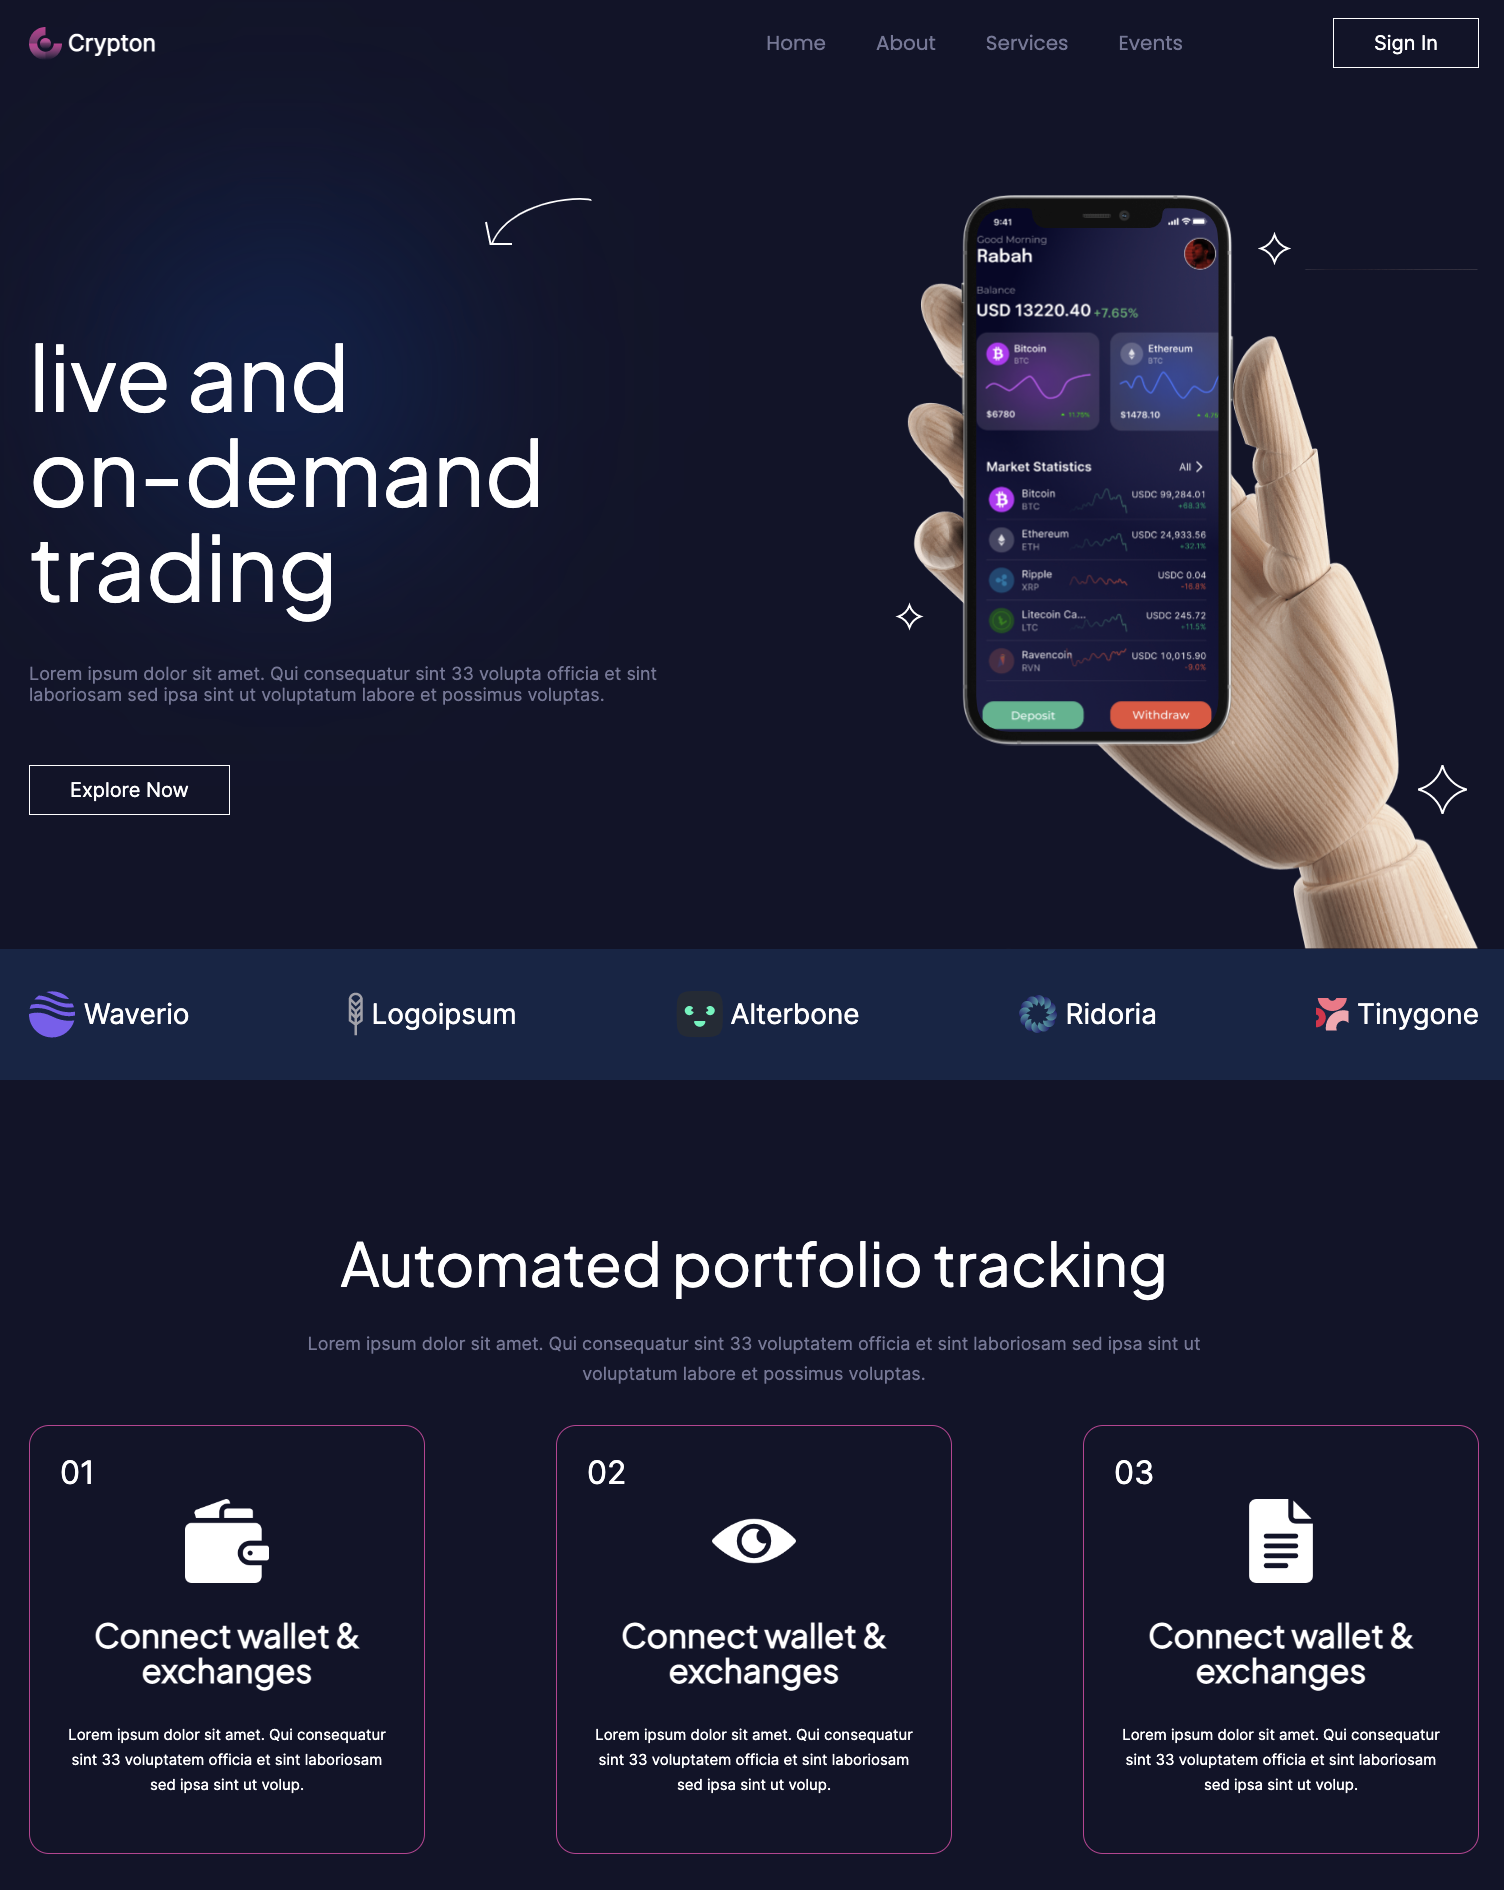 Crypton
Home
About
Services
Events
Sign In
live and
on-demand
trading
Lorem ipsum dolor sit amet. Qui consequatur sint 33 volupta officia et sint
laboriosam sed ipsa sint ut voluptatum labore et possimus voluptas.
Explore Now
9:41
Good Morning
Rabah
Balance
USD 13220.40 +7.65%
Bitcoin
BTC
$6780
11.75%
Ethereum
BTC
$1478.10
Market Statistics
All
Bitcoin
BTC
USDC 99,284.01
+68.3%
Ethereum
ETH
USDC 24,933.56
+32.1%
Ripple
XRP
USDC 0.04
-16.8%
Litecoin Ca...
LTC
USDC 245.72
+11.5%
Ravencoin
RVN
USDC 10,015.90
-9.0%
Deposit
Withdraw
Waverio
Logoipsum
Alterbone
Ridoria
Tinygone
Automated portfolio tracking
Lorem ipsum dolor sit amet. Qui consequatur sint 33 voluptatem officia et sint laboriosam sed ipsa sint ut
voluptatum labore et possimus voluptas.
01
Connect wallet &
exchanges
Lorem ipsum dolor sit amet. Qui consequatur
sint 33 voluptatem officia et sint laboriosam
sed ipsa sint ut volup.
02
Connect wallet &
exchanges
Lorem ipsum dolor sit amet. Qui consequatur
sint 33 voluptatem officia et sint laboriosam
sed ipsa sint ut volup.
03
Connect wallet &
exchanges
Lorem ipsum dolor sit amet. Qui consequatur
sint 33 voluptatem officia et sint laboriosam
sed ipsa sint ut volup.